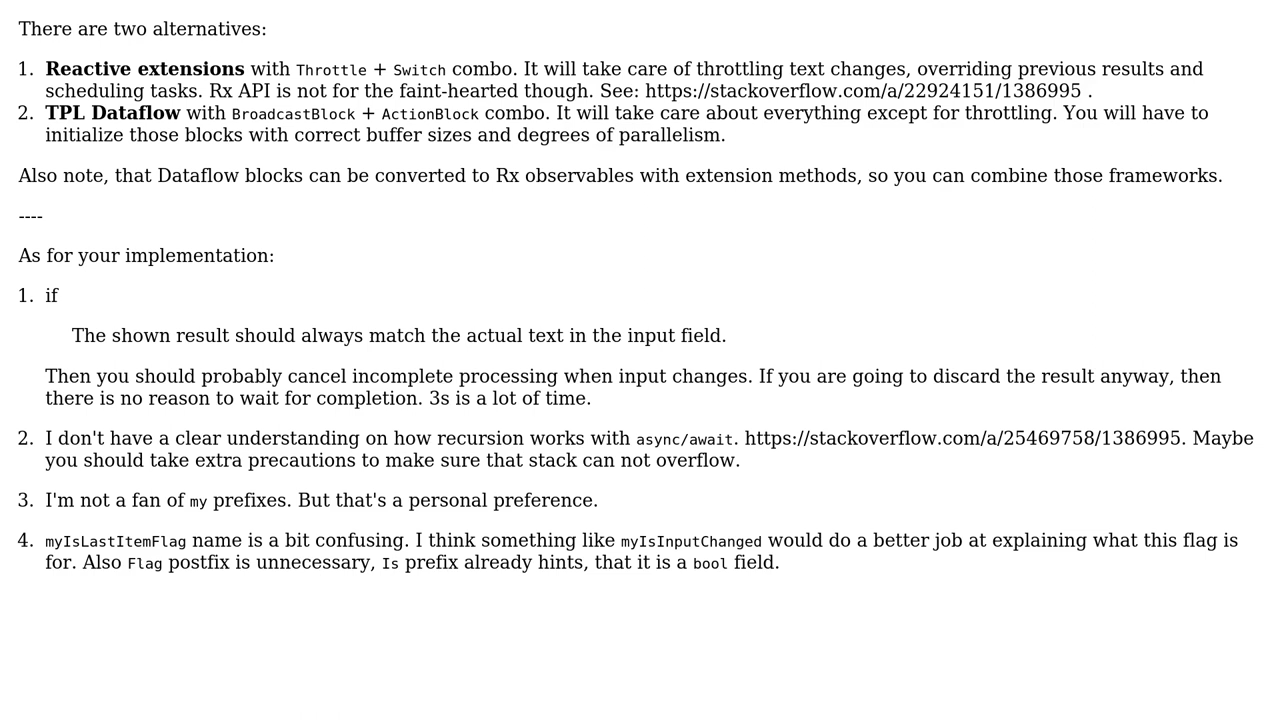 There are two alternatives:
1. Reactive extensions with Throttle + Switch combo. It will take care of throttling text changes, overriding previous results and
scheduling tasks. Rx API is not for the faint-hearted though. See: https://stackoverflow.com/a/22924151/1386995 .
2. TPL Dataflow with BroadcastBlock + ActionBlock combo. It will take care about everything except for throttling. You will have to
initialize those blocks with correct buffer sizes and degrees of parallelism.
Also note, that Dataflow blocks can be converted to Rx observables with extension methods, so you can combine those frameworks.
----
As for your implementation:
1. if
The shown result should always match the actual text in the input field.
Then you should probably cancel incomplete processing when input changes. If you are going to discard the result anyway, then
there is no reason to wait for completion. 3s is a lot of time.
2. I don't have a clear understanding on how recursion works with async/await. https://stackoverflow.com/a/25469758/1386995. Maybe
you should take extra precautions to make sure that stack can not overflow.
3. I'm not a fan of my prefixes. But that's a personal preference.
4. myIsLastItemFlag name is a bit confusing. I think something like myIsInputChanged would do a better job at explaining what this flag is
for. Also Flag postfix is unnecessary, Is prefix already hints, that it is a bool field.